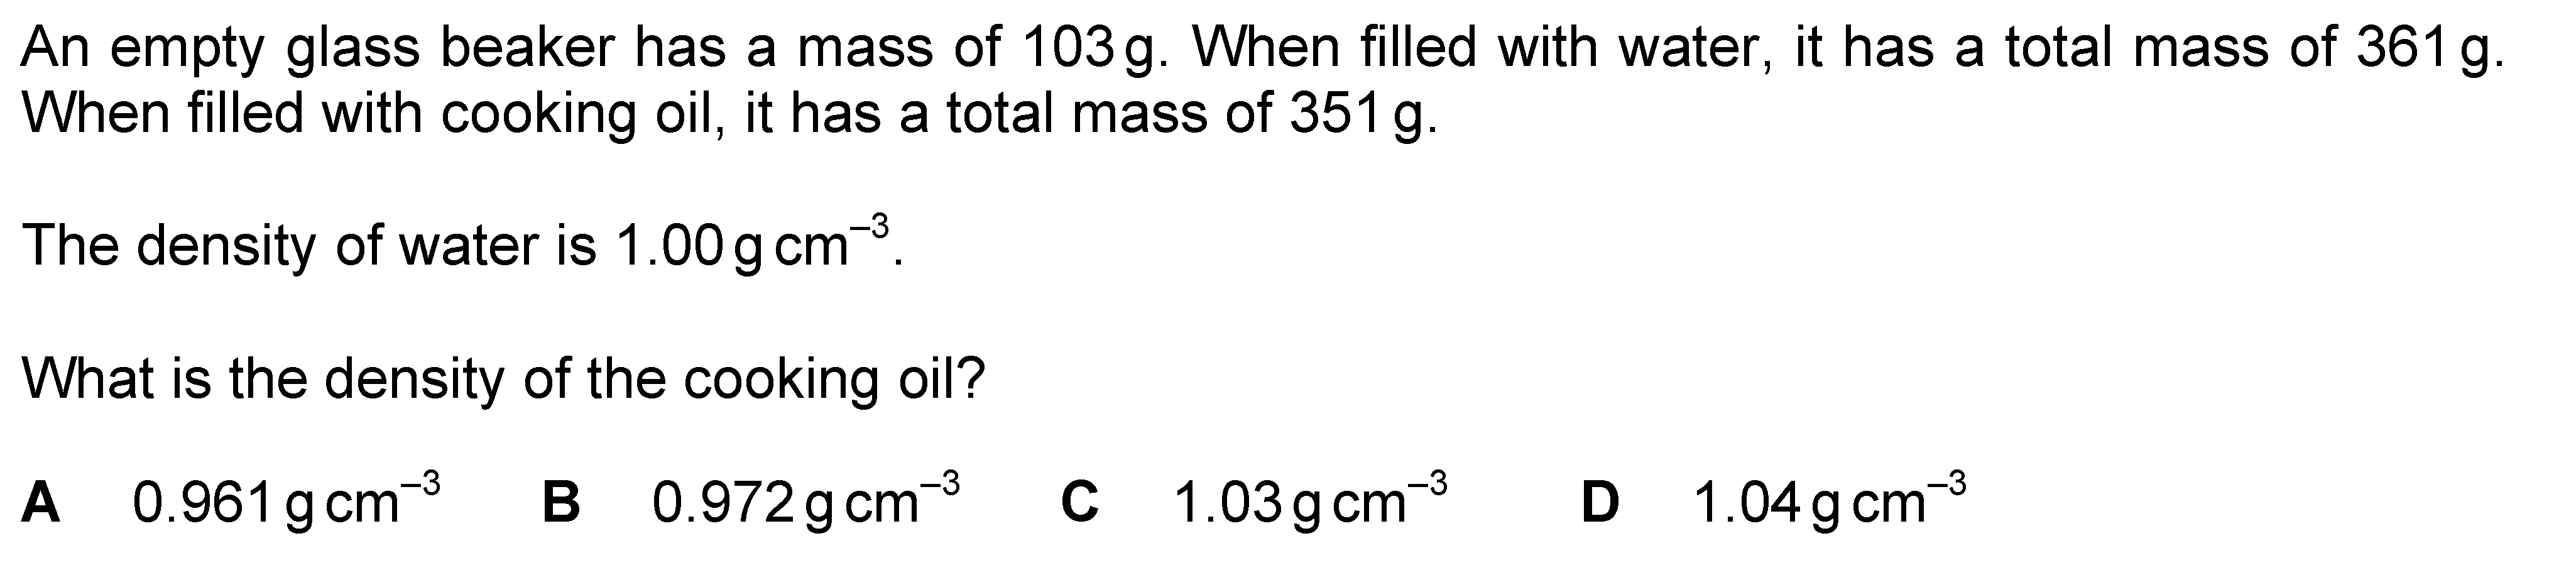 An empty glass beaker has a mass of 103 g. When filled with water, it has a total mass of 361 g.
When filled with cooking oil, it has a total mass of 351 g.
The density of water is 1.00 g cm⁻³.
What is the density of the cooking oil?
A 0.961 g cm⁻³ B 0.972 g cm⁻³ C 1.03 g cm⁻³ D 1.04 g cm⁻³